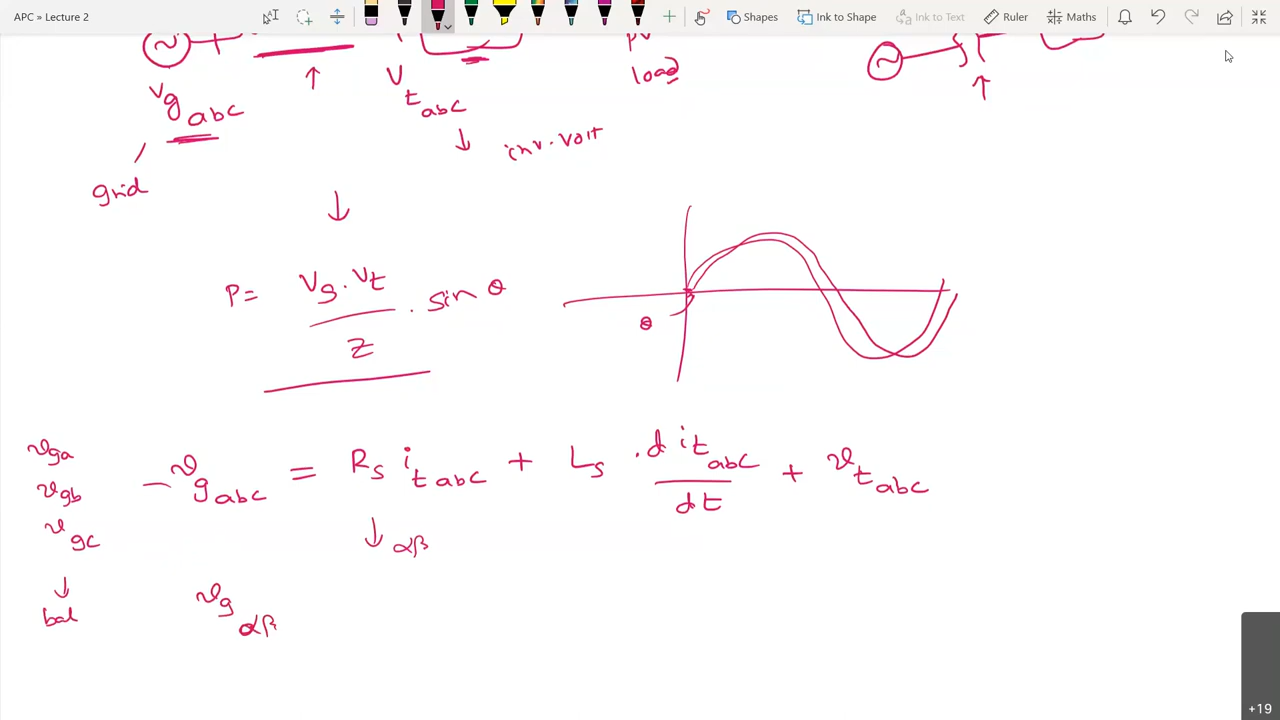 APC » Lecture 2
Shapes
Ink to Shape
Ink to Text
Ruler
Maths
pv
load
vg abc
V t abc
inv. volt
grid
P = Vg . Vt / Z . sin θ
θ
vga
vgb
vgc
bal
– vg abc = Rs i t abc + Ls . d i t abc / dt + v t abc
αβ
vg αβ
+19